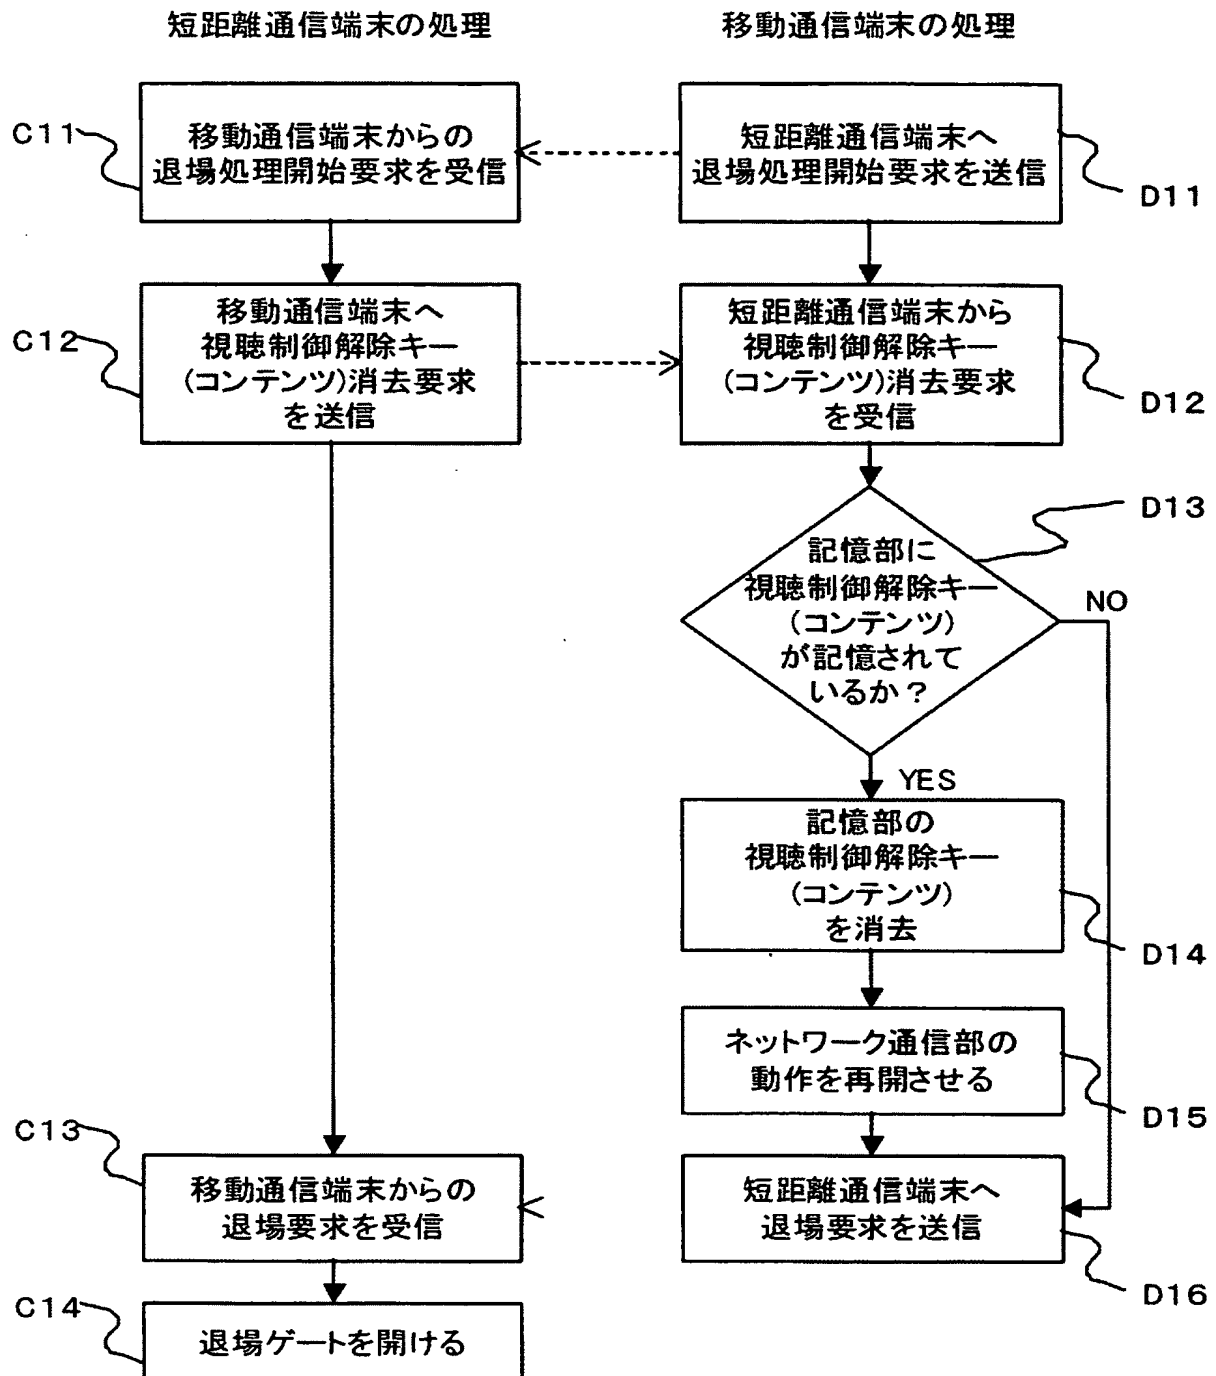 短距離通信端末の処理
移動通信端末の処理
C11
移動通信端末からの
退場処理開始要求を受信
短距離通信端末へ
退場処理開始要求を送信
D11
C12
移動通信端末へ
視聴制御解除キー
(コンテンツ)消去要求
を送信
短距離通信端末から
視聴制御解除キー
(コンテンツ)消去要求
を受信
D12
D13
記憶部に
視聴制御解除キー
(コンテンツ)
が記憶されて
いるか？
NO
YES
記憶部の
視聴制御解除キー
(コンテンツ)
を消去
D14
ネットワーク通信部の
動作を再開させる
D15
C13
移動通信端末からの
退場要求を受信
短距離通信端末へ
退場要求を送信
D16
C14
退場ゲートを開ける